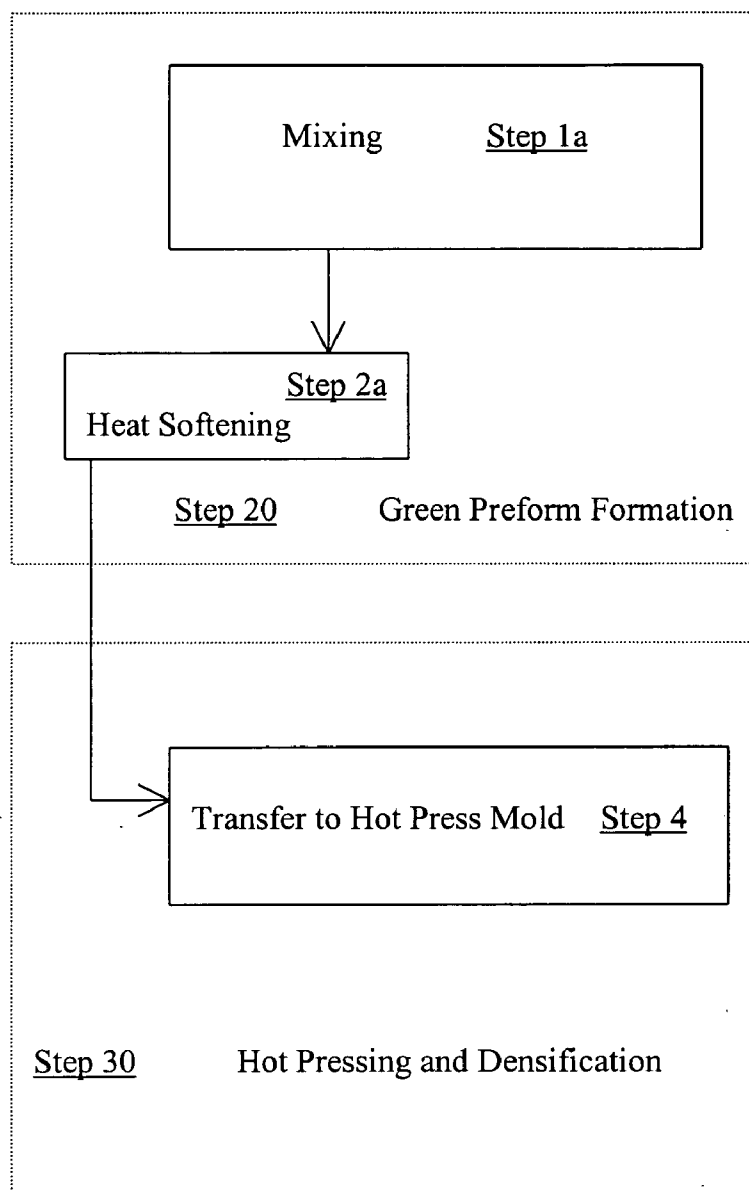 Mixing Step 1a
Step 2a
Heat Softening
Step 20 Green Preform Formation
Transfer to Hot Press Mold Step 4
Step 30 Hot Pressing and Densification